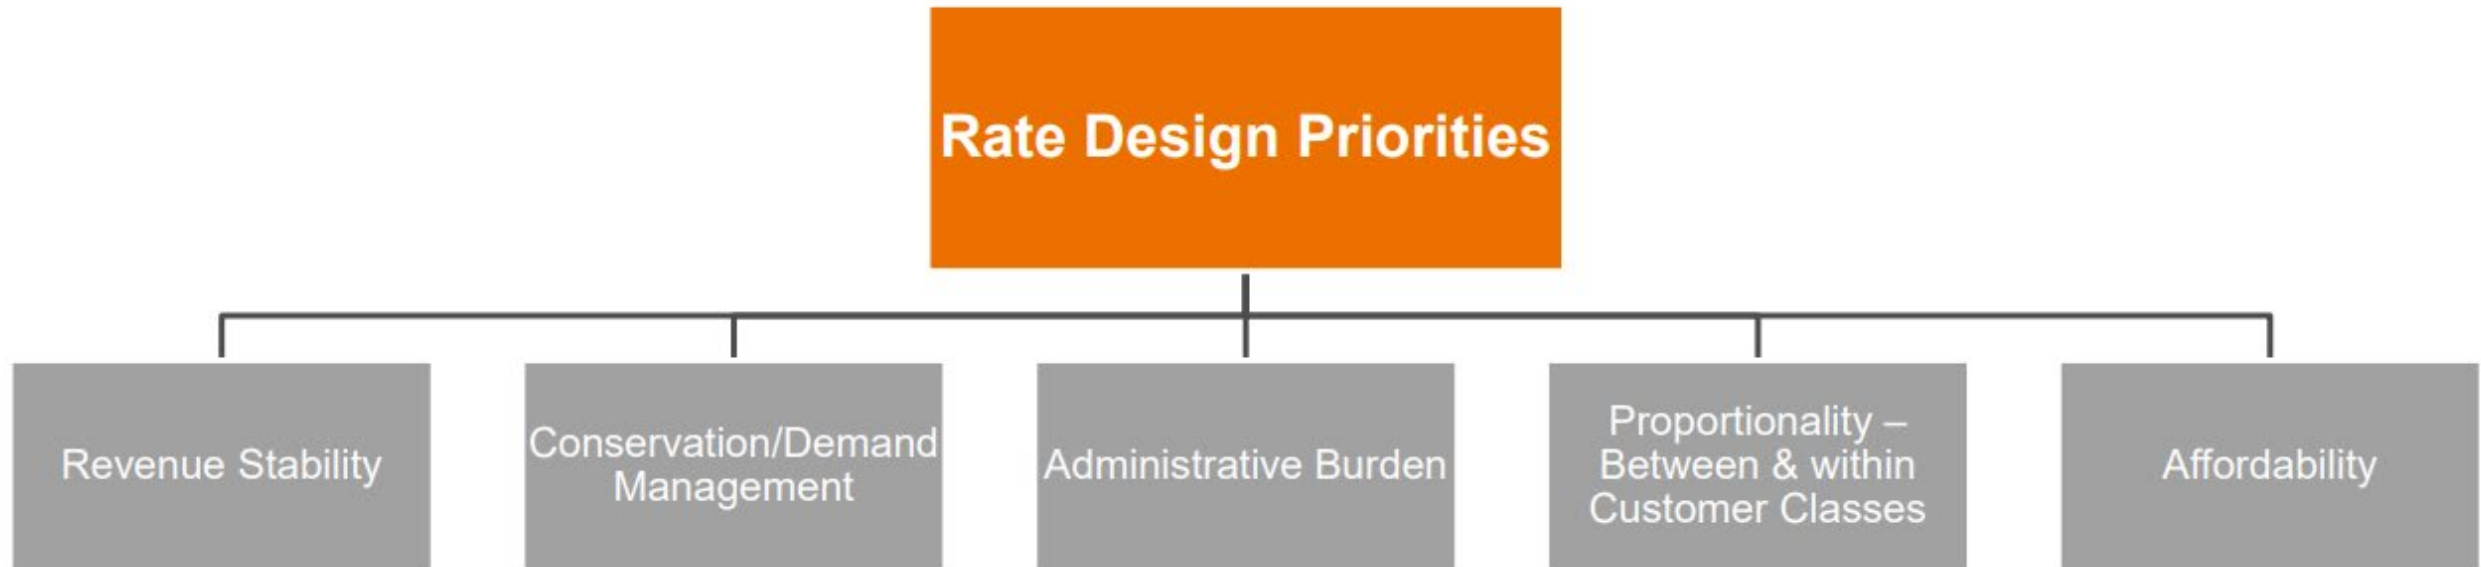 Rate Design Priorities
Revenue Stability
Conservation/Demand
Management
Administrative Burden
Proportionality –
Between & within
Customer Classes
Affordability